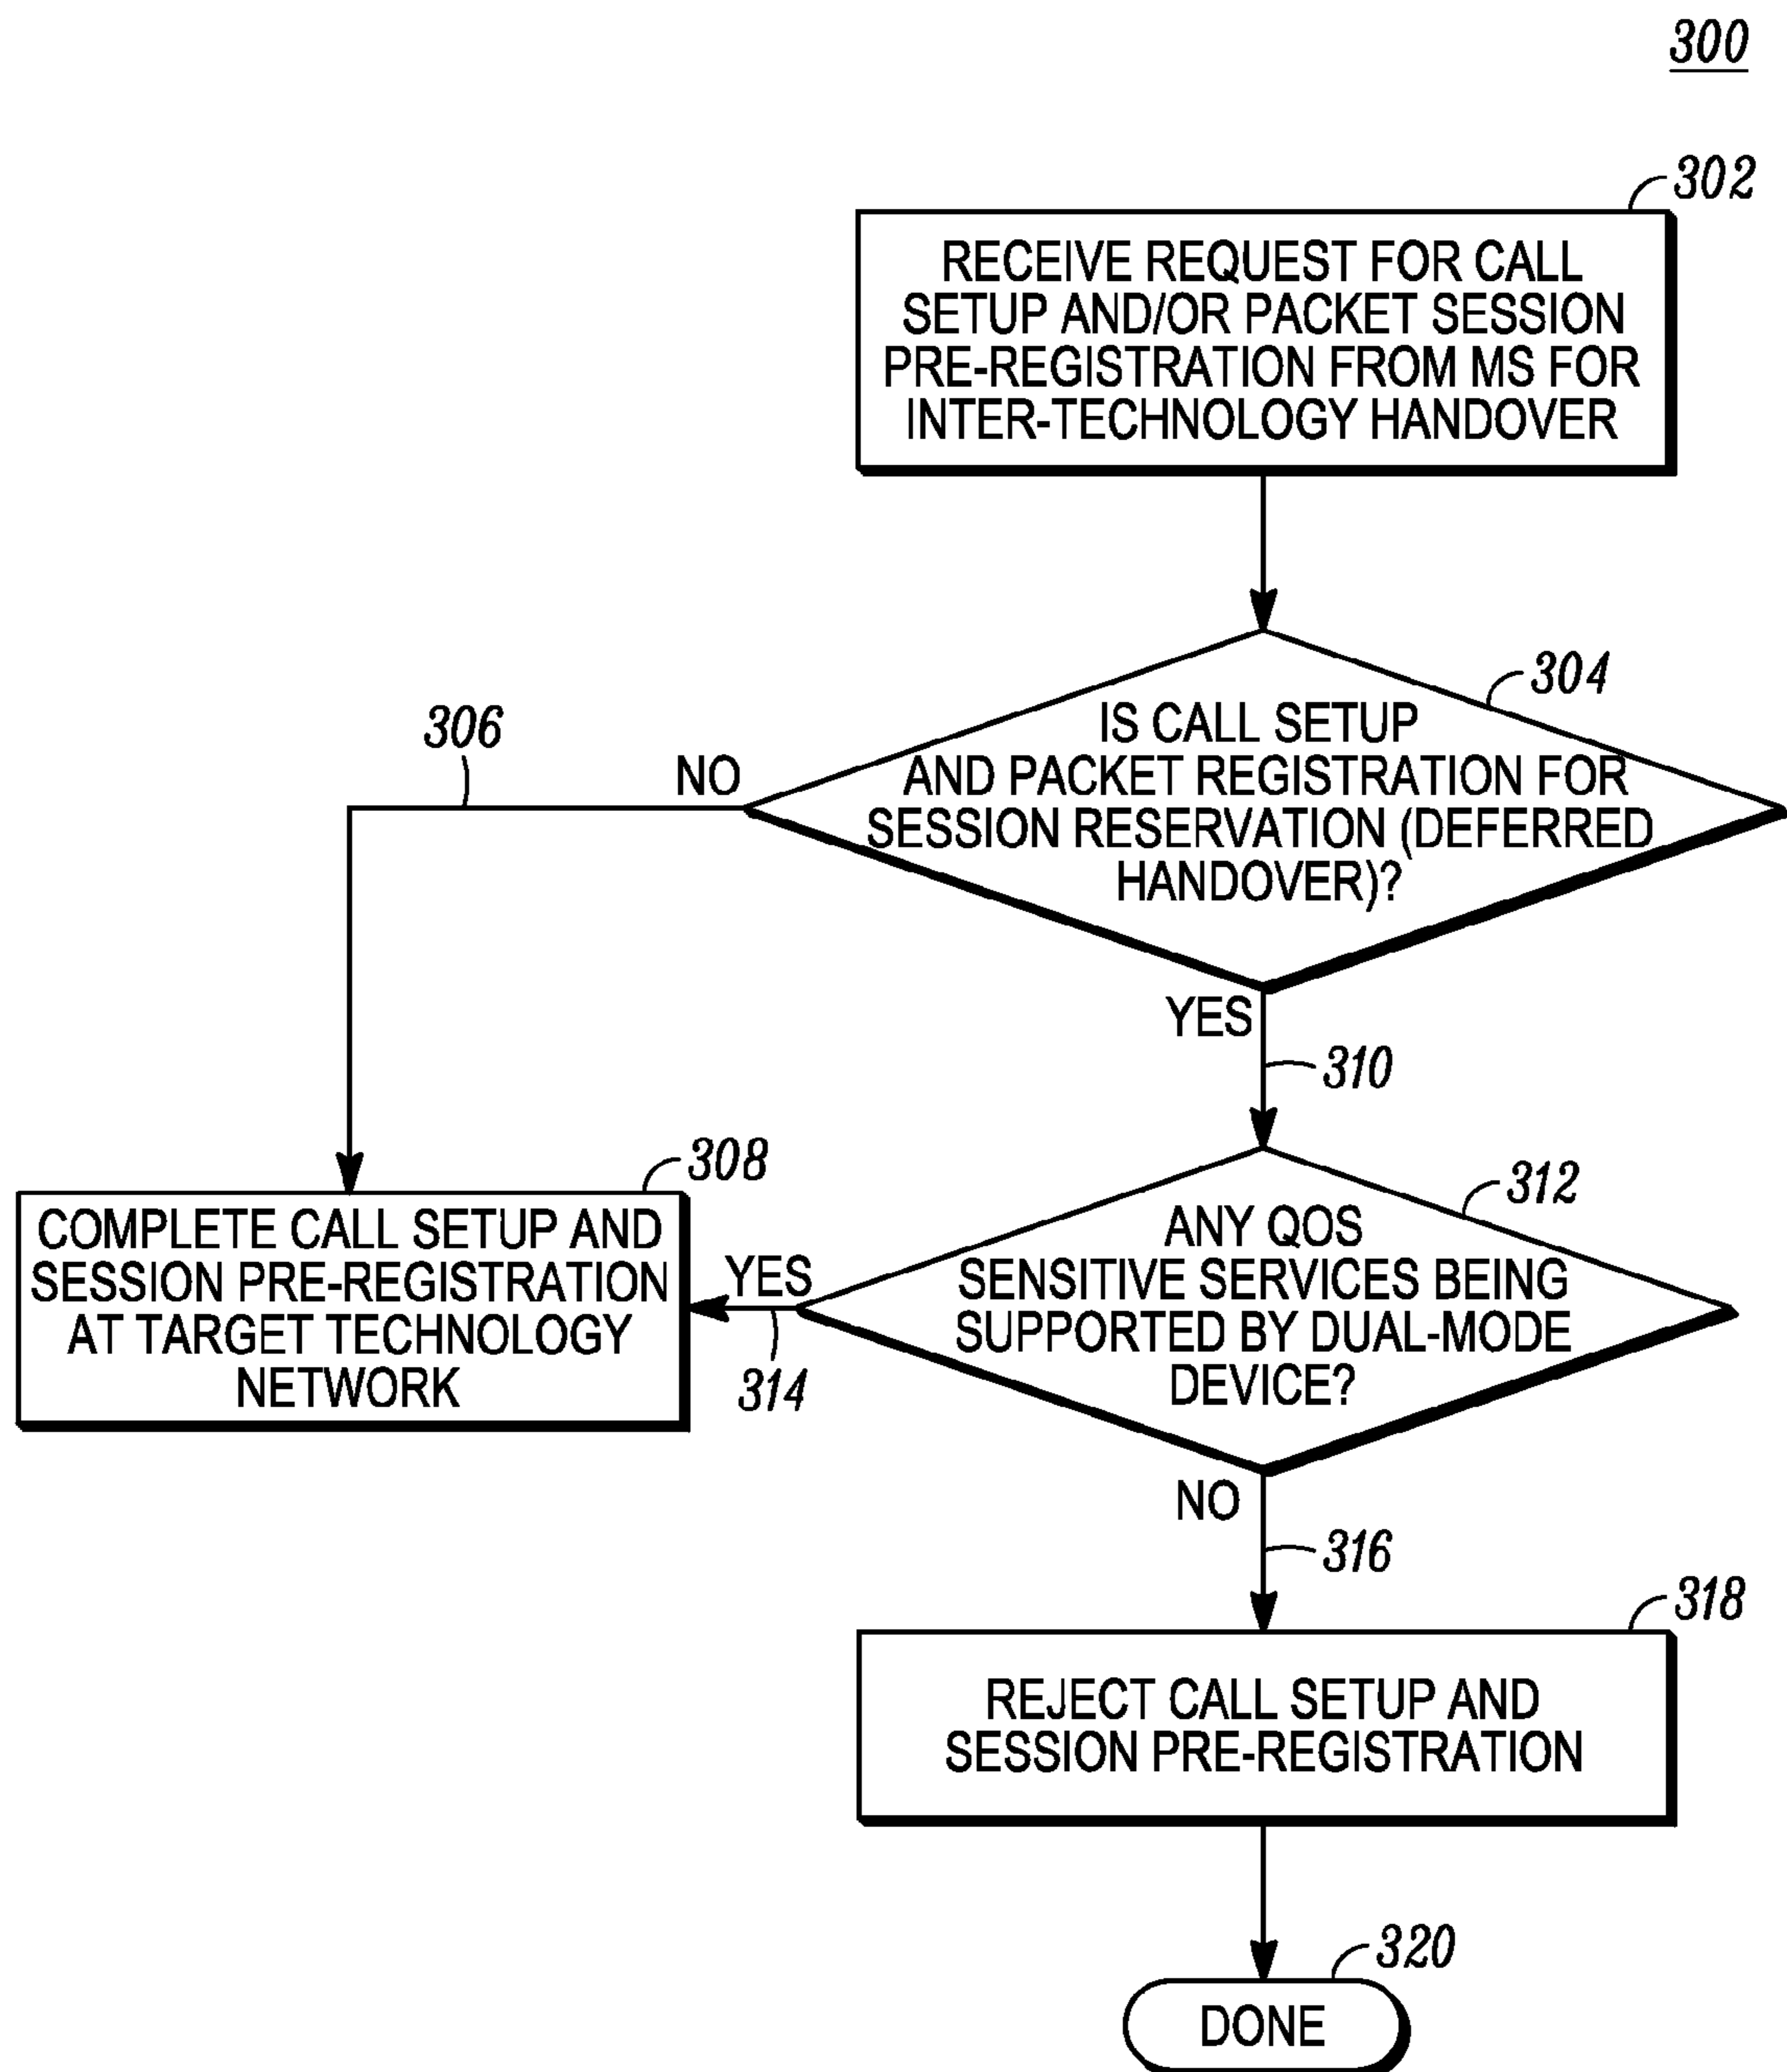 300
302
RECEIVE REQUEST FOR CALL
SETUP AND/OR PACKET SESSION
PRE-REGISTRATION FROM MS FOR
INTER-TECHNOLOGY HANDOVER
304
IS CALL SETUP
AND PACKET REGISTRATION FOR
SESSION RESERVATION (DEFERRED
HANDOVER)?
306
NO
YES
310
308
COMPLETE CALL SETUP AND
SESSION PRE-REGISTRATION
AT TARGET TECHNOLOGY
NETWORK
312
ANY QOS
SENSITIVE SERVICES BEING
SUPPORTED BY DUAL-MODE
DEVICE?
YES
314
NO
316
318
REJECT CALL SETUP AND
SESSION PRE-REGISTRATION
320
DONE